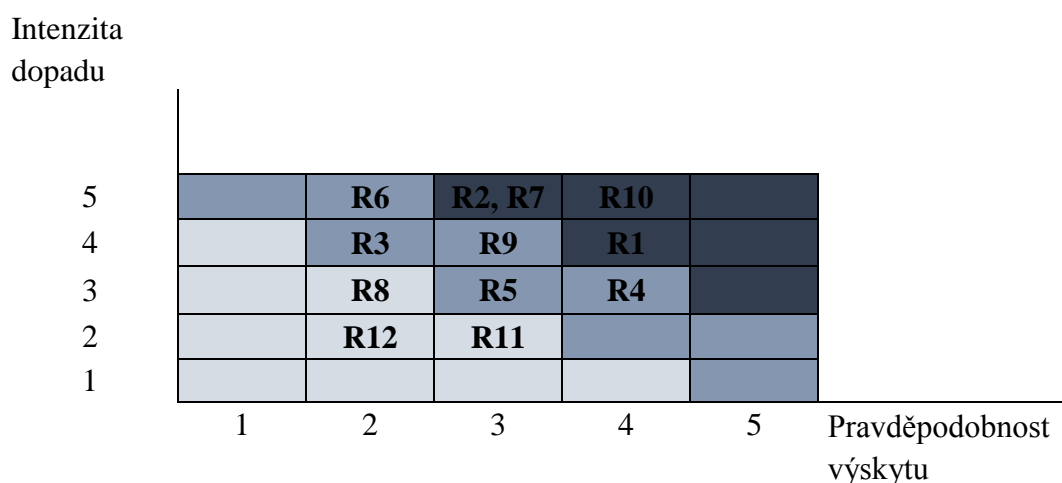 Intenzita
dopadu
5 R6 R2, R7 R10
4 R3 R9 R1
3 R8 R5 R4
2 R12 R11
1
1 2 3 4 5 Pravděpodobnost
výskytu